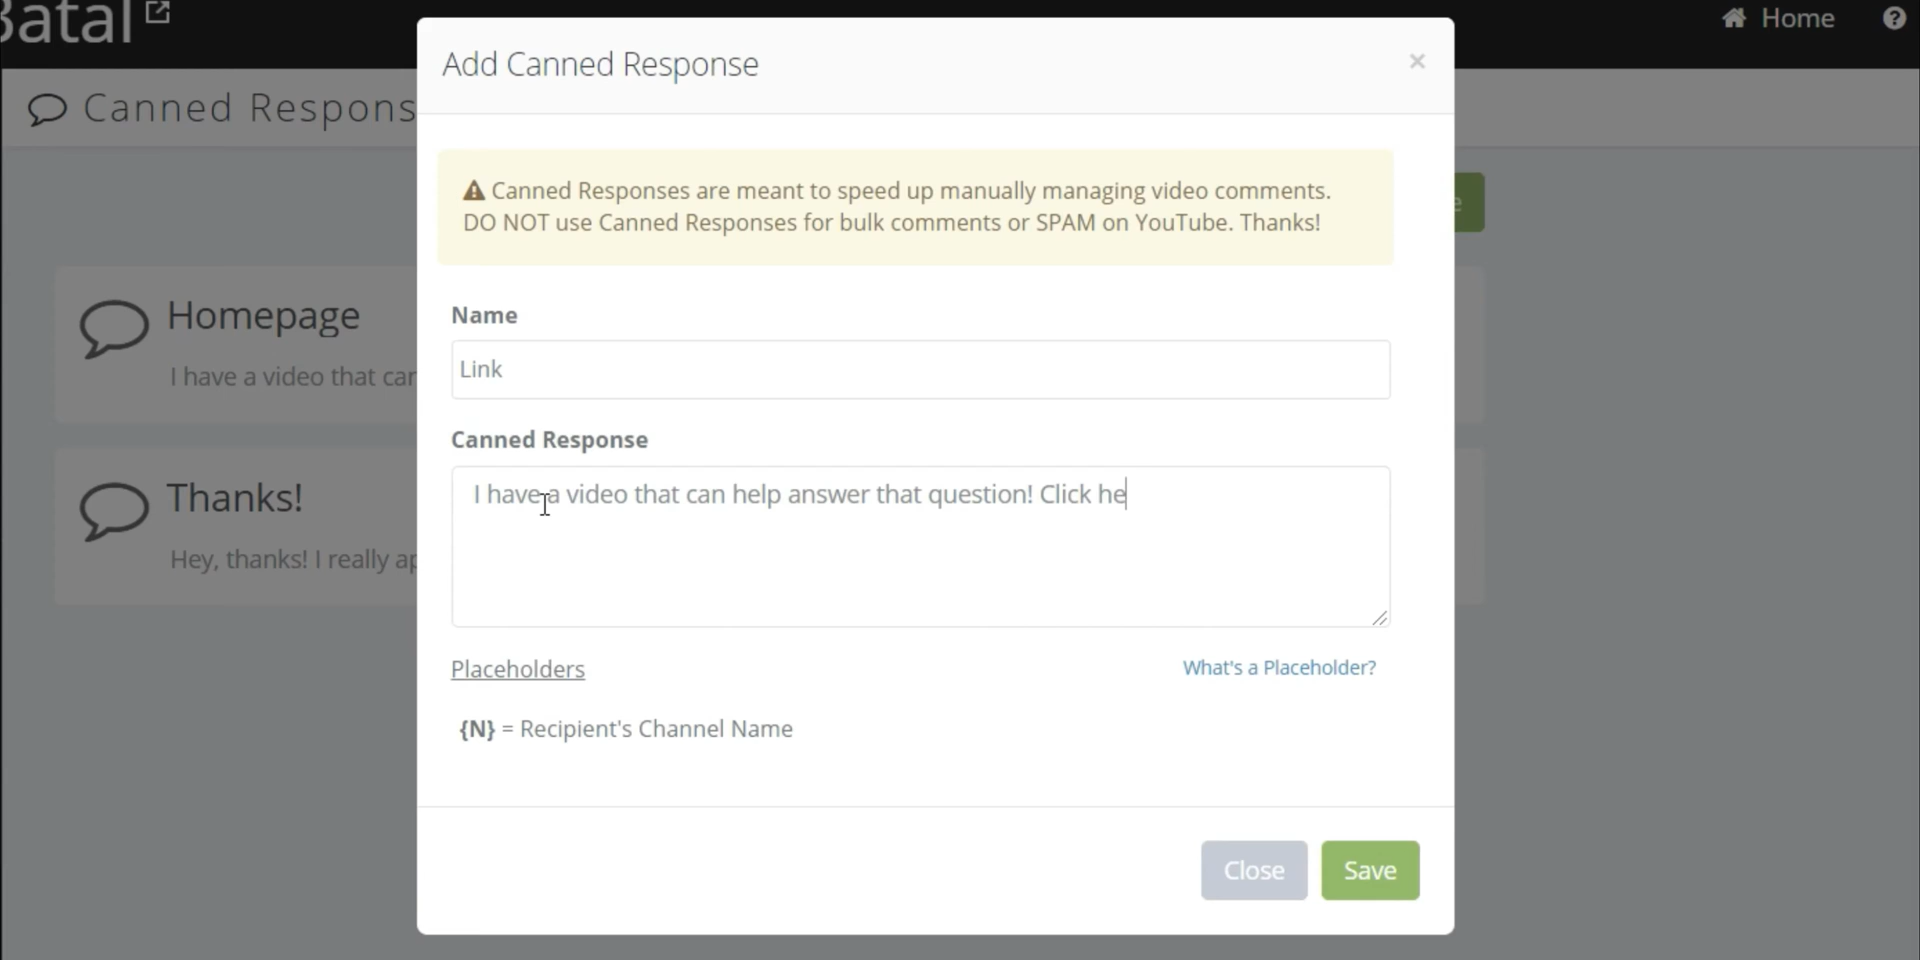 Batal
Home
Canned Respons
Add Canned Response
×
Canned Responses are meant to speed up manually managing video comments.
DO NOT use Canned Responses for bulk comments or SPAM on YouTube. Thanks!
Name
Link
Canned Response
I have a video that can help answer that question! Click he
Placeholders
What's a Placeholder?
{N} = Recipient's Channel Name
Close
Save
Homepage
I have a video that can
Thanks!
Hey, thanks! I really ap
e